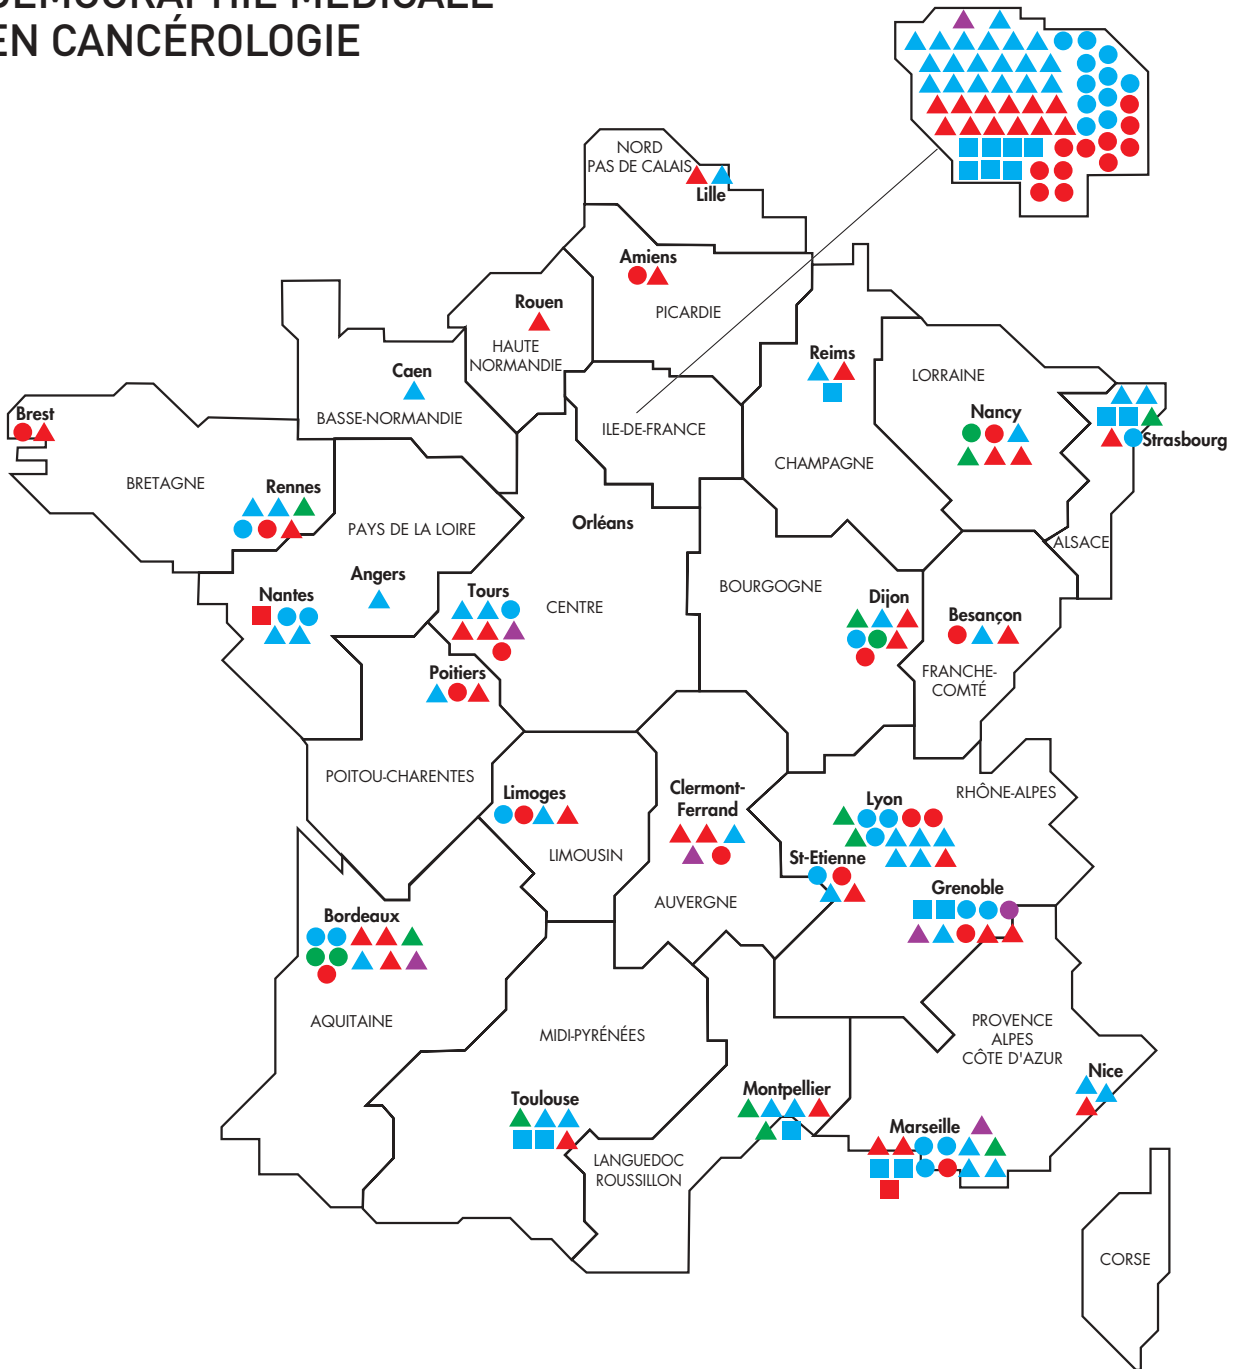 DÉMOGRAPHIE MÉDICALE
EN CANCÉROLOGIE
NORD
PAS DE CALAIS
Lille
Amiens
PICARDIE
Rouen
HAUTE
NORMANDIE
Caen
BASSE-NORMANDIE
Reims
LORRAINE
Nancy
Strasbourg
Brest
ILE-DE-FRANCE
CHAMPAGNE
BRETAGNE
Rennes
PAYS DE LA LOIRE
Orléans
ALSACE
Angers
Nantes
Tours
CENTRE
BOURGOGNE
Dijon
Besançon
FRANCHE-
COMTÉ
Poitiers
POITOU-CHARENTES
Limoges
LIMOUSIN
Clermont-
Ferrand
AUVERGNE
Lyon
RHÔNE-ALPES
St-Etienne
Grenoble
Bordeaux
AQUITAINE
MIDI-PYRÉNÉES
PROVENCE
ALPES
CÔTE D'AZUR
Nice
Toulouse
Montpellier
Marseille
LANGUEDOC
ROUSSILLON
CORSE